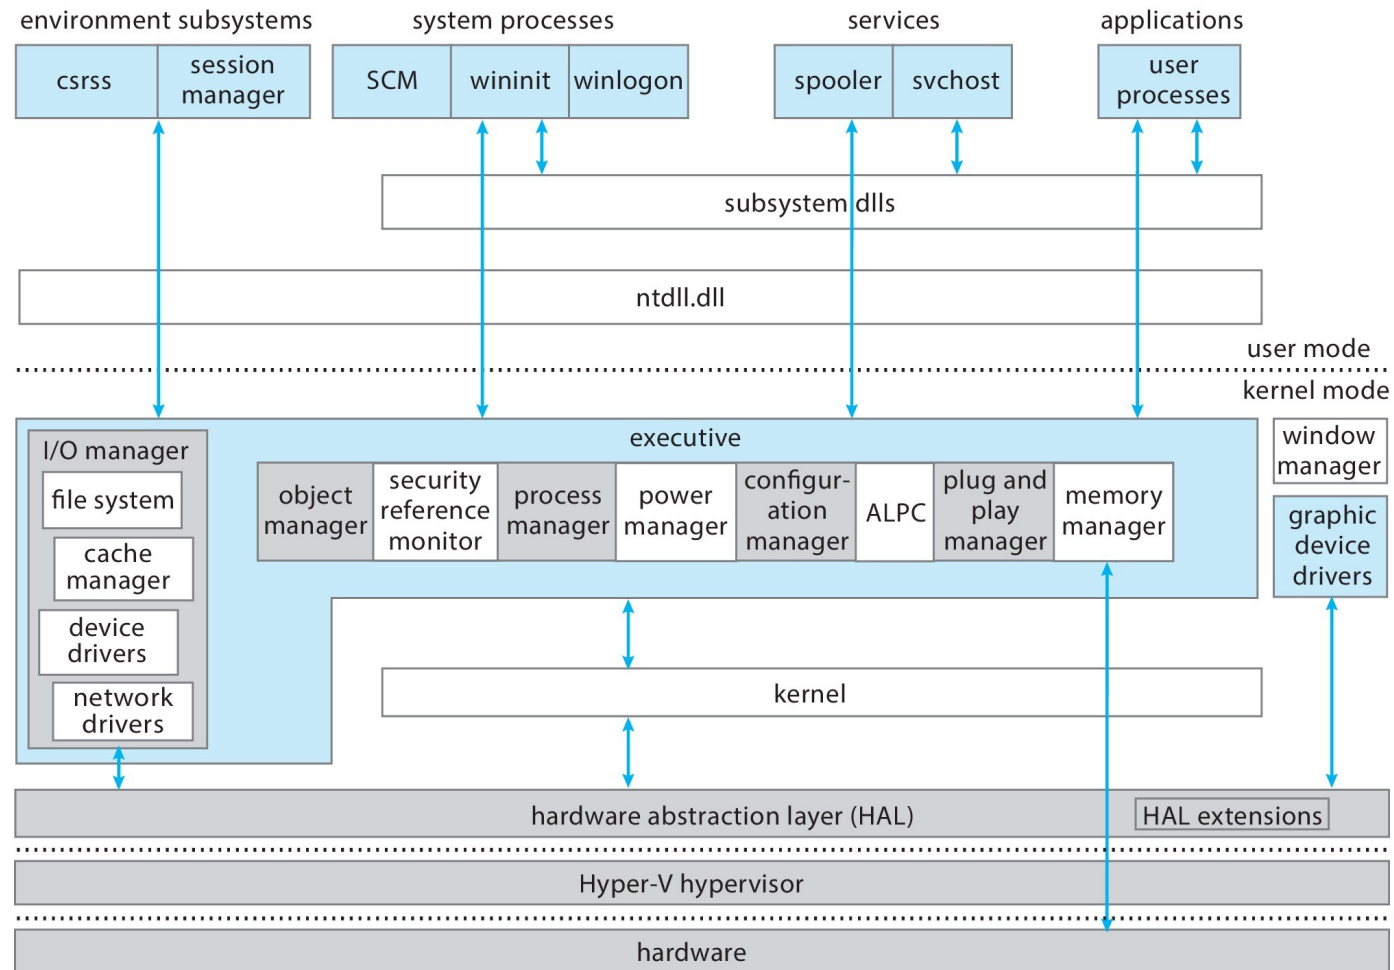 environment subsystems
system processes
services
applications
csrss
session
manager
SCM
wininit
winlogon
spooler
svchost
user
processes
subsystem dlls
ntdll.dll
user mode
kernel mode
executive
I/O manager
file system
cache
manager
device
drivers
network
drivers
object
manager
security
reference
monitor
process
manager
power
manager
configur-
ation
manager
ALPC
plug and
play
manager
memory
manager
window
manager
graphic
device
drivers
kernel
hardware abstraction layer (HAL)
HAL extensions
Hyper-V hypervisor
hardware